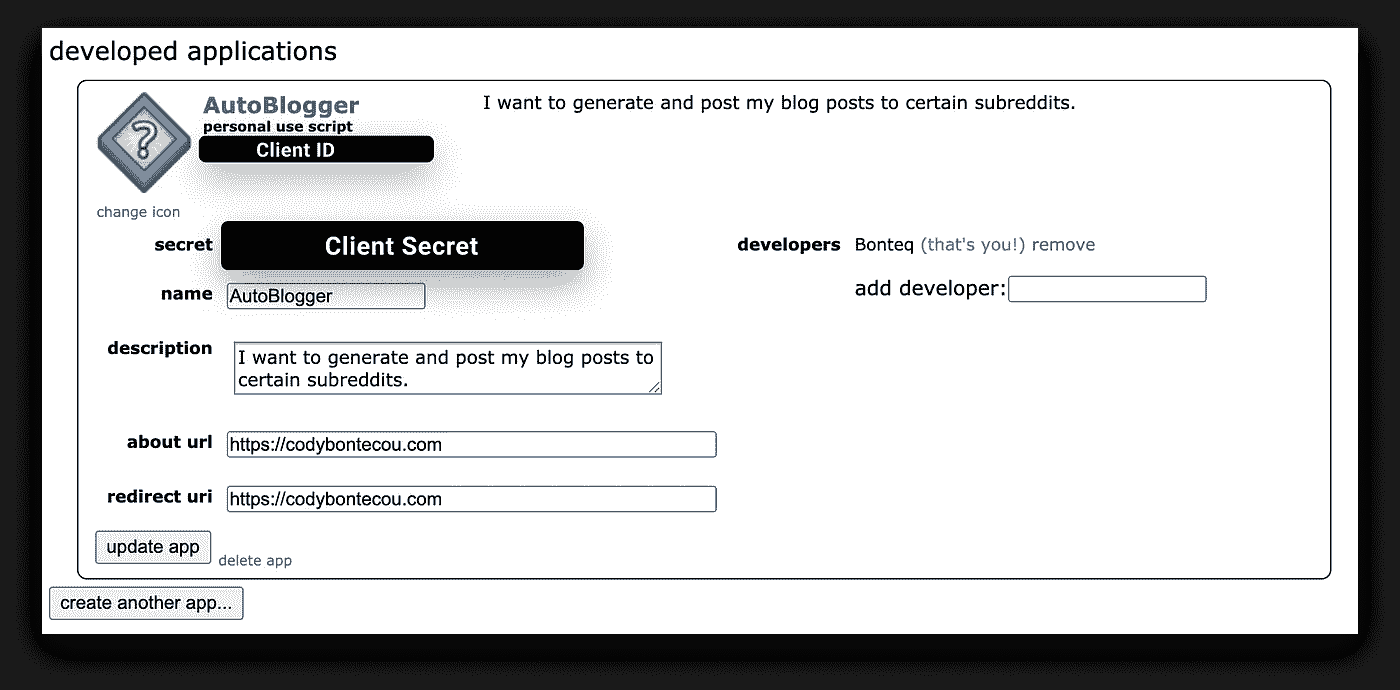 developed applications
AutoBlogger
I want to generate and post my blog posts to certain subreddits.
personal use script
Client ID
?
change icon
secret
Client Secret
developers Bonteq (that's you!) remove
name AutoBlogger
add developer:
description
I want to generate and post my blog posts to
certain subreddits.
about url https://codybontecou.com
redirect uri https://codybontecou.com
update app
delete app
create another app...